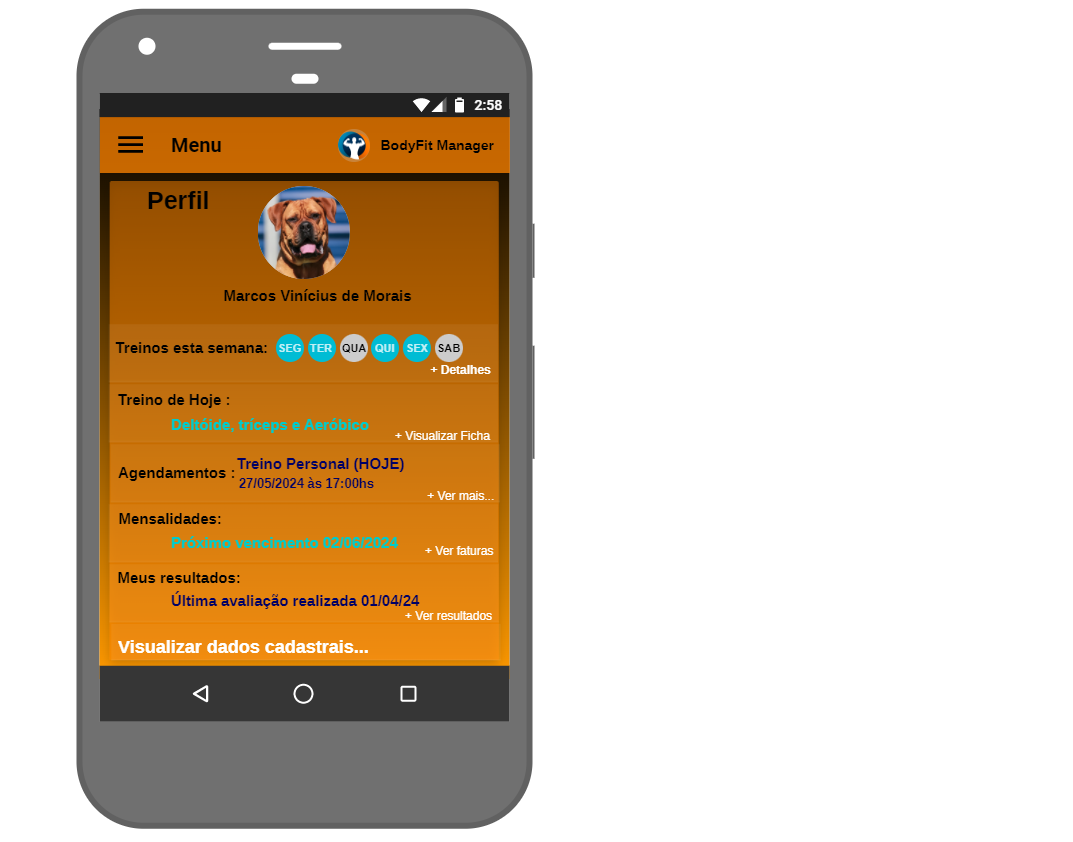 2:58
Menu
BodyFit Manager
Perfil
Marcos Vinícius de Morais
Treinos esta semana: SEG TER QUA QUI SEX SAB
+ Detalhes
Treino de Hoje :
Deltóide, tríceps e Aeróbico
+ Visualizar Ficha
Treino Personal (HOJE)
Agendamentos :
27/05/2024 às 17:00hs
+ Ver mais...
Mensalidades:
Próximo vencimento 02/06/2024
+ Ver faturas
Meus resultados:
Última avaliação realizada 01/04/24
+ Ver resultados
Visualizar dados cadastrais...